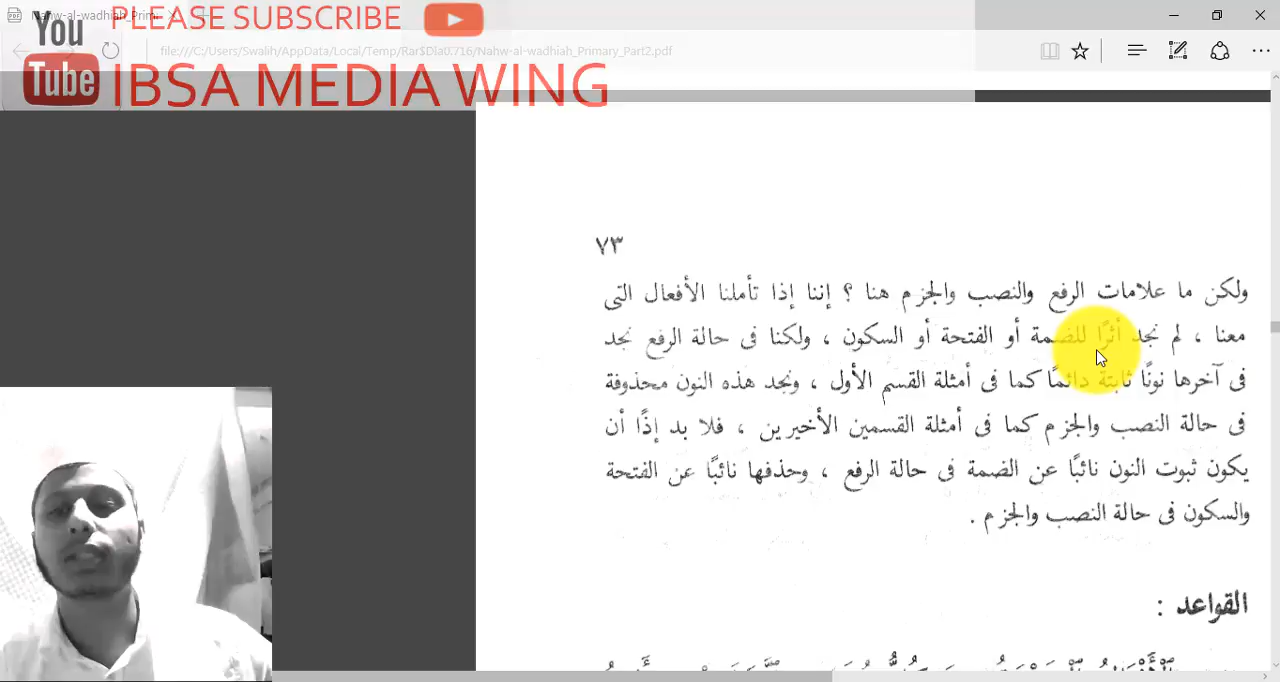 Nahw-al-wadhiah_Primi
PLEASE SUBSCRIBE
You
Tube
file:///C:/Users/Swalih/AppData/Local/Temp/Rar$DIa0.716/Nahw-al-wadhiah_Primary_Part2.pdf
IBSA MEDIA WING
٧٣
ولكن ما علامات الرفع والنصب والجزم هنا ؟ إننا إذا تأملنا الأفعال التى
معنا ، لم نجد أثرًا للضمة أو الفتحة أو السكون ، ولكنا فى حالة الرفع نجد
فى آخرها نونًا ثابتة دائمًا كما فى أمثلة القسم الأول ، ونجد هذه النون محذوفة
فى حالة النصب والجزم كما فى أمثلة القسمين الأخيرين ، فلا بد إذًا أن
يكون ثبوت النون نائبًا عن الضمة فى حالة الرفع ، وحذفها نائبًا عن الفتحة
والسكون فى حالة النصب والجزم .
القواعد :